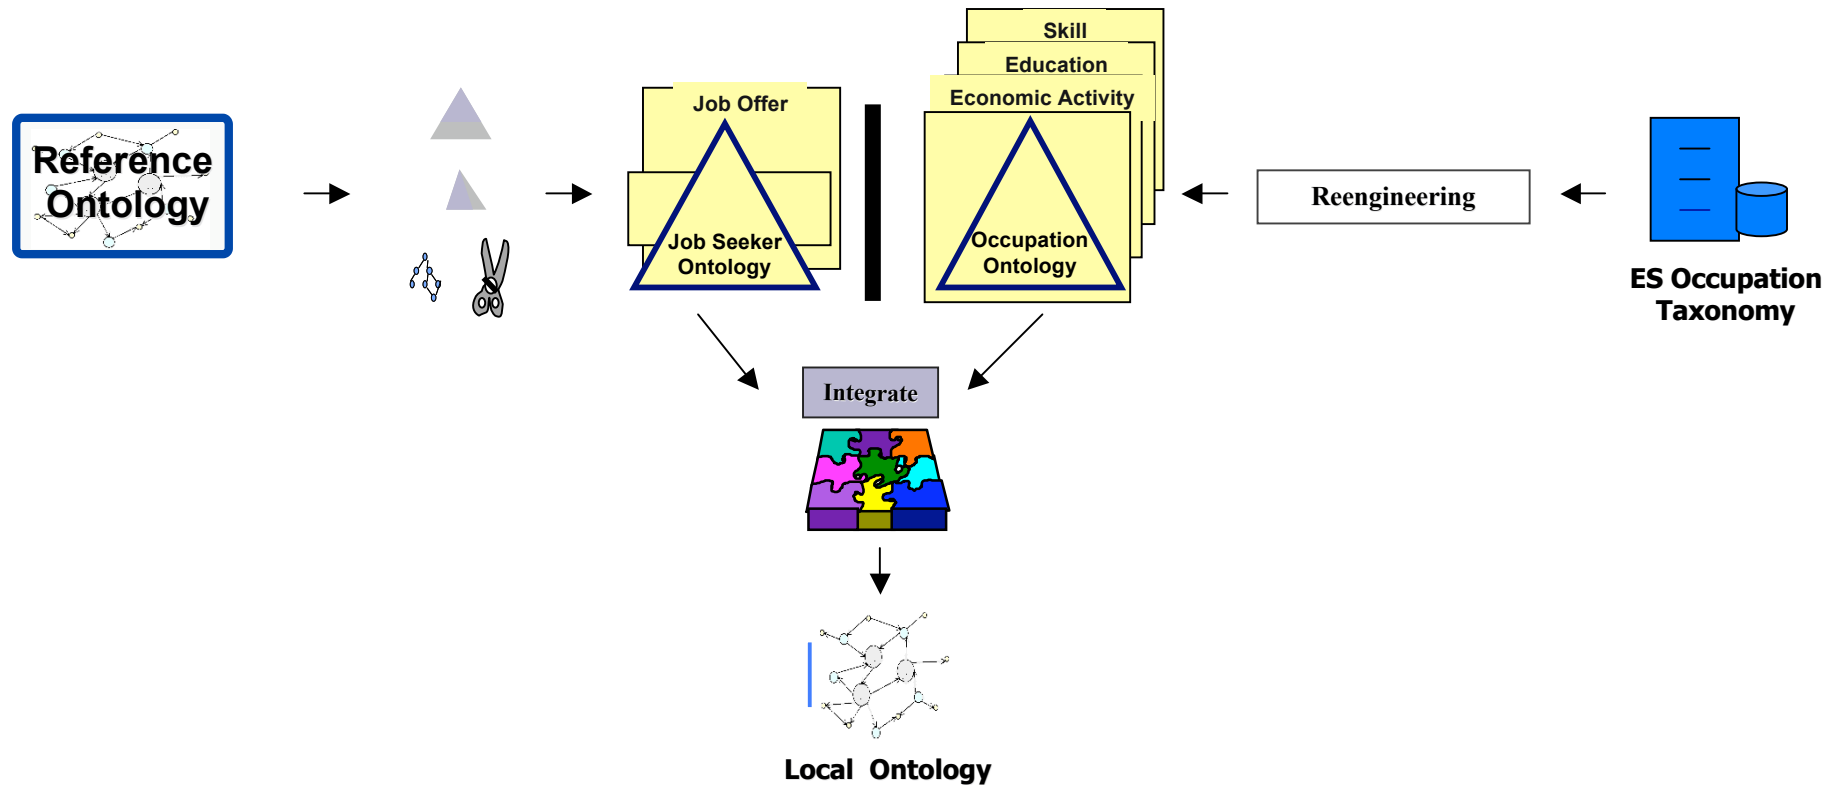 Reference
Ontology
Job Offer
Job Seeker
Ontology
Skill
Education
Economic Activity
Occupation
Ontology
Reengineering
ES Occupation
Taxonomy
Integrate
Local Ontology